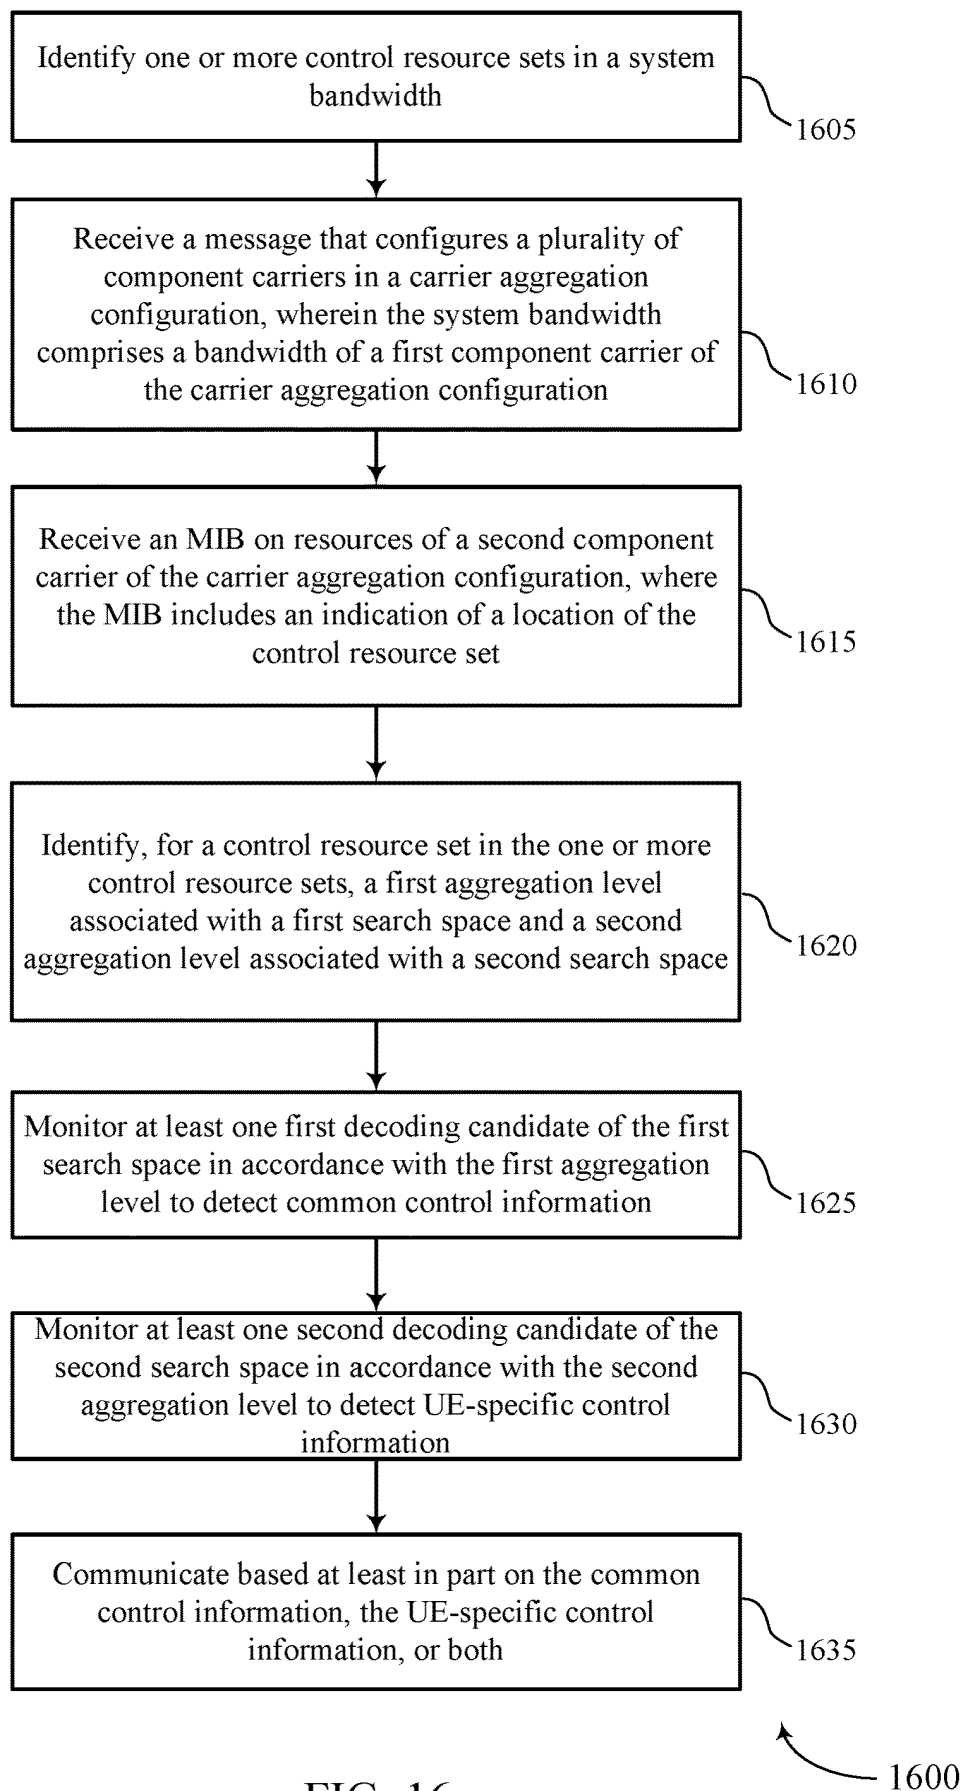 Identify one or more control resource sets in a system
bandwidth
1605
Receive a message that configures a plurality of
component carriers in a carrier aggregation
configuration, wherein the system bandwidth
comprises a bandwidth of a first component carrier of
the carrier aggregation configuration
1610
Receive an MIB on resources of a second component
carrier of the carrier aggregation configuration, where
the MIB includes an indication of a location of the
control resource set
1615
Identify, for a control resource set in the one or more
control resource sets, a first aggregation level
associated with a first search space and a second
aggregation level associated with a second search space
1620
Monitor at least one first decoding candidate of the first
search space in accordance with the first aggregation
level to detect common control information
1625
Monitor at least one second decoding candidate of the
second search space in accordance with the second
aggregation level to detect UE-specific control
information
1630
Communicate based at least in part on the common
control information, the UE-specific control
information, or both
1635
1600
FIG. 16